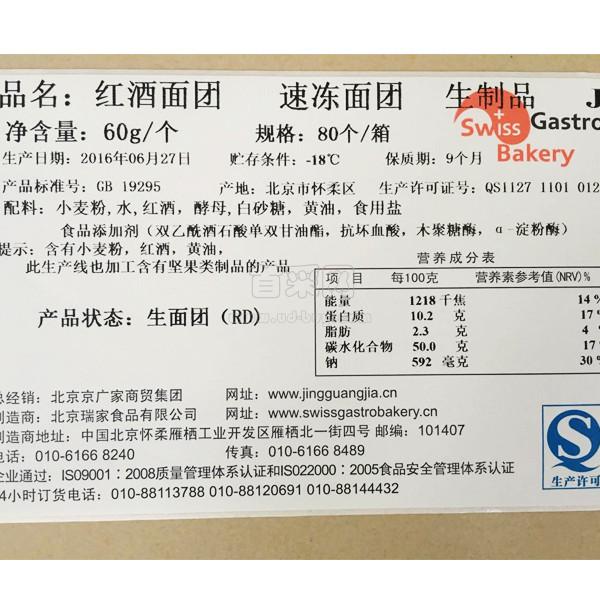 品名：红酒面团 速冻面团 生制品 J
Swiss Gastro
Bakery
净含量：60g/个 规格：80个/箱
生产日期：2016年06月27日 贮存条件：-18℃ 保质期：9个月
产品标准号：GB 19295 产地：北京市怀柔区 生产许可证号：QS1127 1101 012
配料：小麦粉,水,红酒，酵母,白砂糖，黄油，食用盐
食品添加剂（双乙酰酒石酸单双甘油酯，抗坏血酸，木聚糖酶，α-淀粉酶）
提示：含有小麦粉，红酒，黄油，
此生产线也加工含有坚果类制品的产品
营养成分表
项 目 每100克 营养素参考值(NRV)%
能量 1218 千焦 14%
蛋白质 10.2 克 17%
脂肪 2.3 克 4 %
碳水化合物 50.0 克 17
钠 592 毫克 30%
产品状态：生面团（RD）
总经销：北京京广家商贸集团 网址：www.jingguangjia.cn
制造商：北京瑞家食品有限公司 网址：www.swissgastrobakery.cn
制造商地址：中国北京怀柔雁栖工业开发区雁栖北一街四号 邮编：101407
电话：010-6166 8240 传真：010-6166 8489
企业通过：IS09001：2008质量管理体系认证和IS022000：2005食品安全管理体系认证
24小时订货电话：010-88113788 010-88120691 010-88144432
生产许可